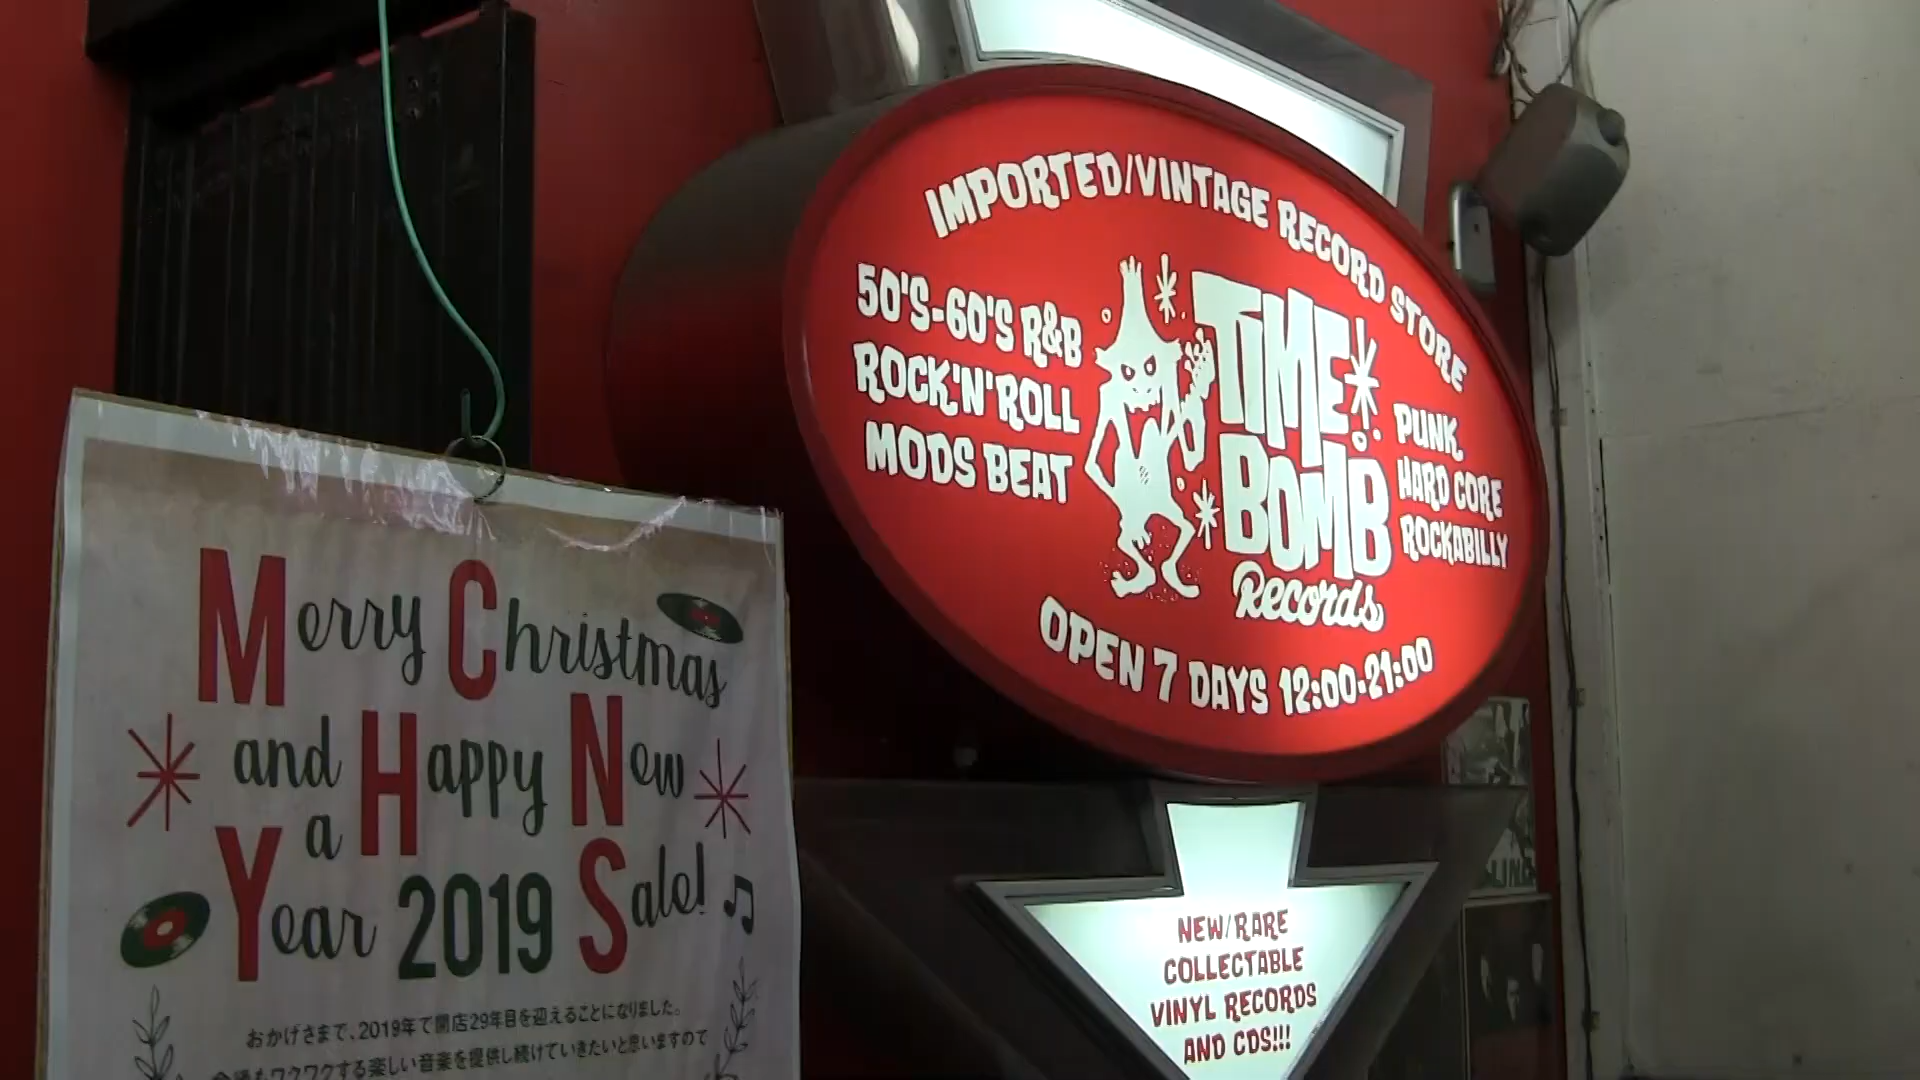 IMPORTED/VINTAGE RECORD STORE
50'S-60'S R&B
ROCK'N'ROLL
MODS BEAT
TIME
BOMB
Records
PUNK
HARD CORE
ROCKABILLY
OPEN 7 DAYS 12:00-21:00
NEW/RARE
COLLECTABLE
VINYL RECORDS
AND CDS!!!
Merry Christmas
and a Happy New
Year 2019 Sale!
おかげさまで、2019年で開店29年目を迎えることになりました。
今後もワクワクする楽しい音楽を提供し続けていきたいと思いますので